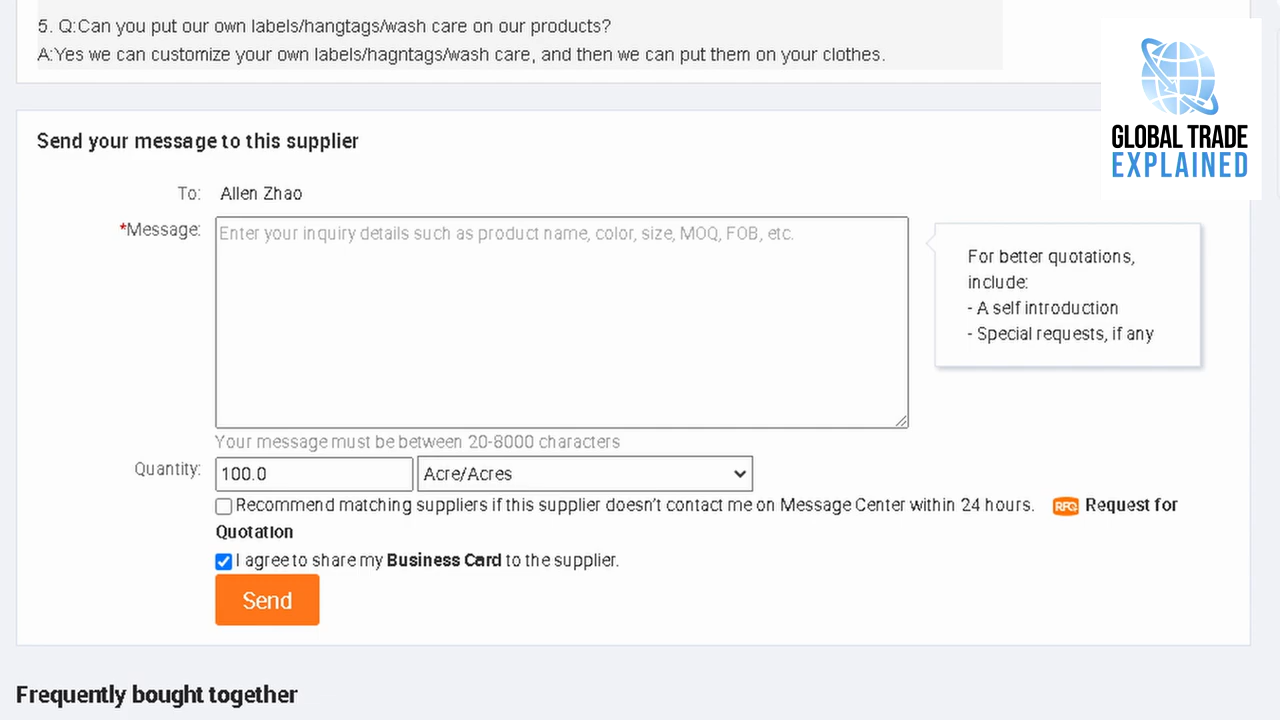 5. Q:Can you put our own labels/hangtags/wash care on our products?
A:Yes we can customize your own labels/hagntags/wash care, and then we can put them on your clothes.
GLOBAL TRADE
EXPLAINED
Send your message to this supplier
To: Allen Zhao
*Message: Enter your inquiry details such as product name, color, size, MOQ, FOB, etc.
For better quotations,
include:
- A self introduction
- Special requests, if any
Your message must be between 20-8000 characters
Quantity: 100.0 Acre/Acres
Recommend matching suppliers if this supplier doesn't contact me on Message Center within 24 hours. RFQ Request for
Quotation
I agree to share my Business Card to the supplier.
Send
Frequently bought together